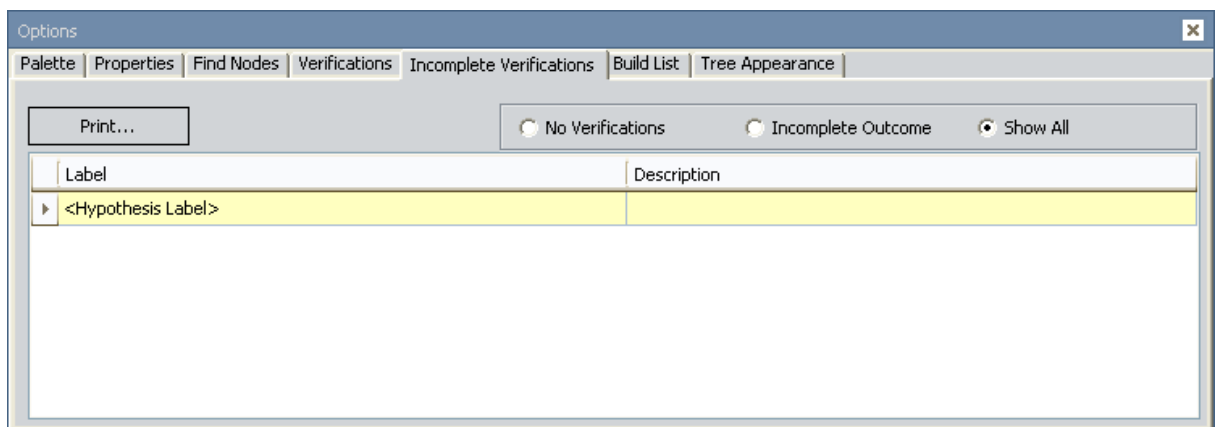 Options
Palette Properties Find Nodes Verifications Incomplete Verifications Build List Tree Appearance
Print... No Verifications Incomplete Outcome Show All
Label Description
<Hypothesis Label>